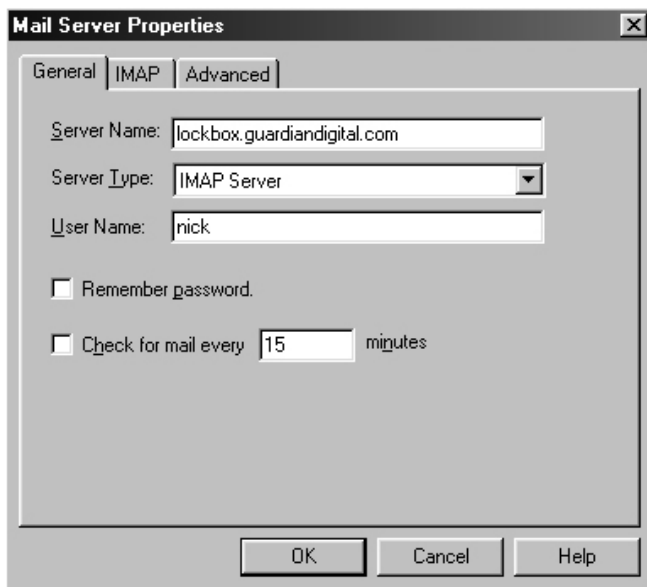 Mail Server Properties
General IMAP Advanced
Server Name: lockbox.guardiandigital.com
Server Type: IMAP Server
User Name: nick
Remember password.
Check for mail every 15 minutes
OK Cancel Help